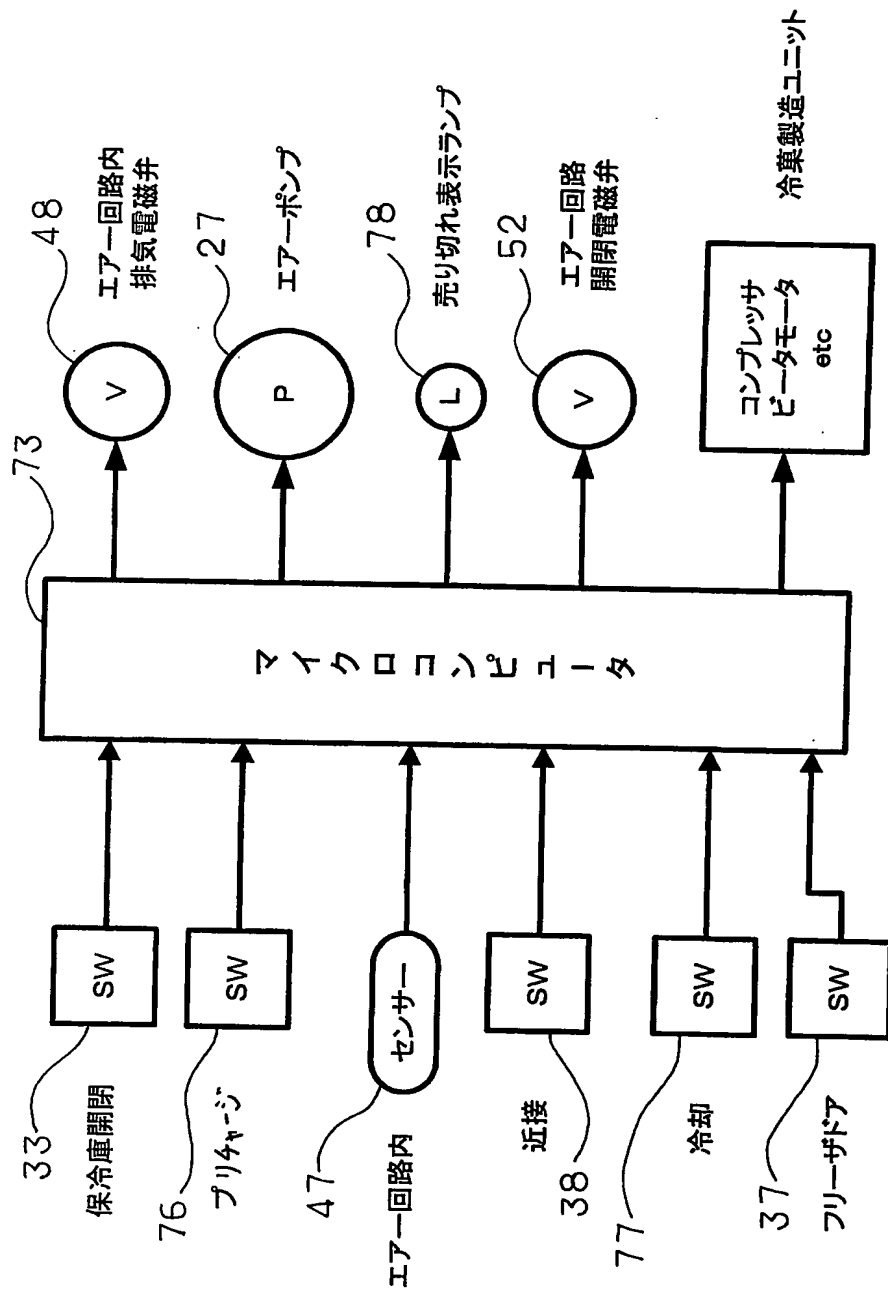 33
保冷庫開閉
SW
76
プリチャージ
SW
47
エアー回路内
センサー
近接
38
SW
冷却
77
SW
37
フリーザドア
SW
73
マイクロコンピュータ
48
エアー回路内
排気電磁弁
V
27
エアーポンプ
P
78
売り切れ表示ランプ
L
52
エアー回路
開閉電磁弁
V
冷菓製造ユニット
コンプレッサ
ビータモータ
etc